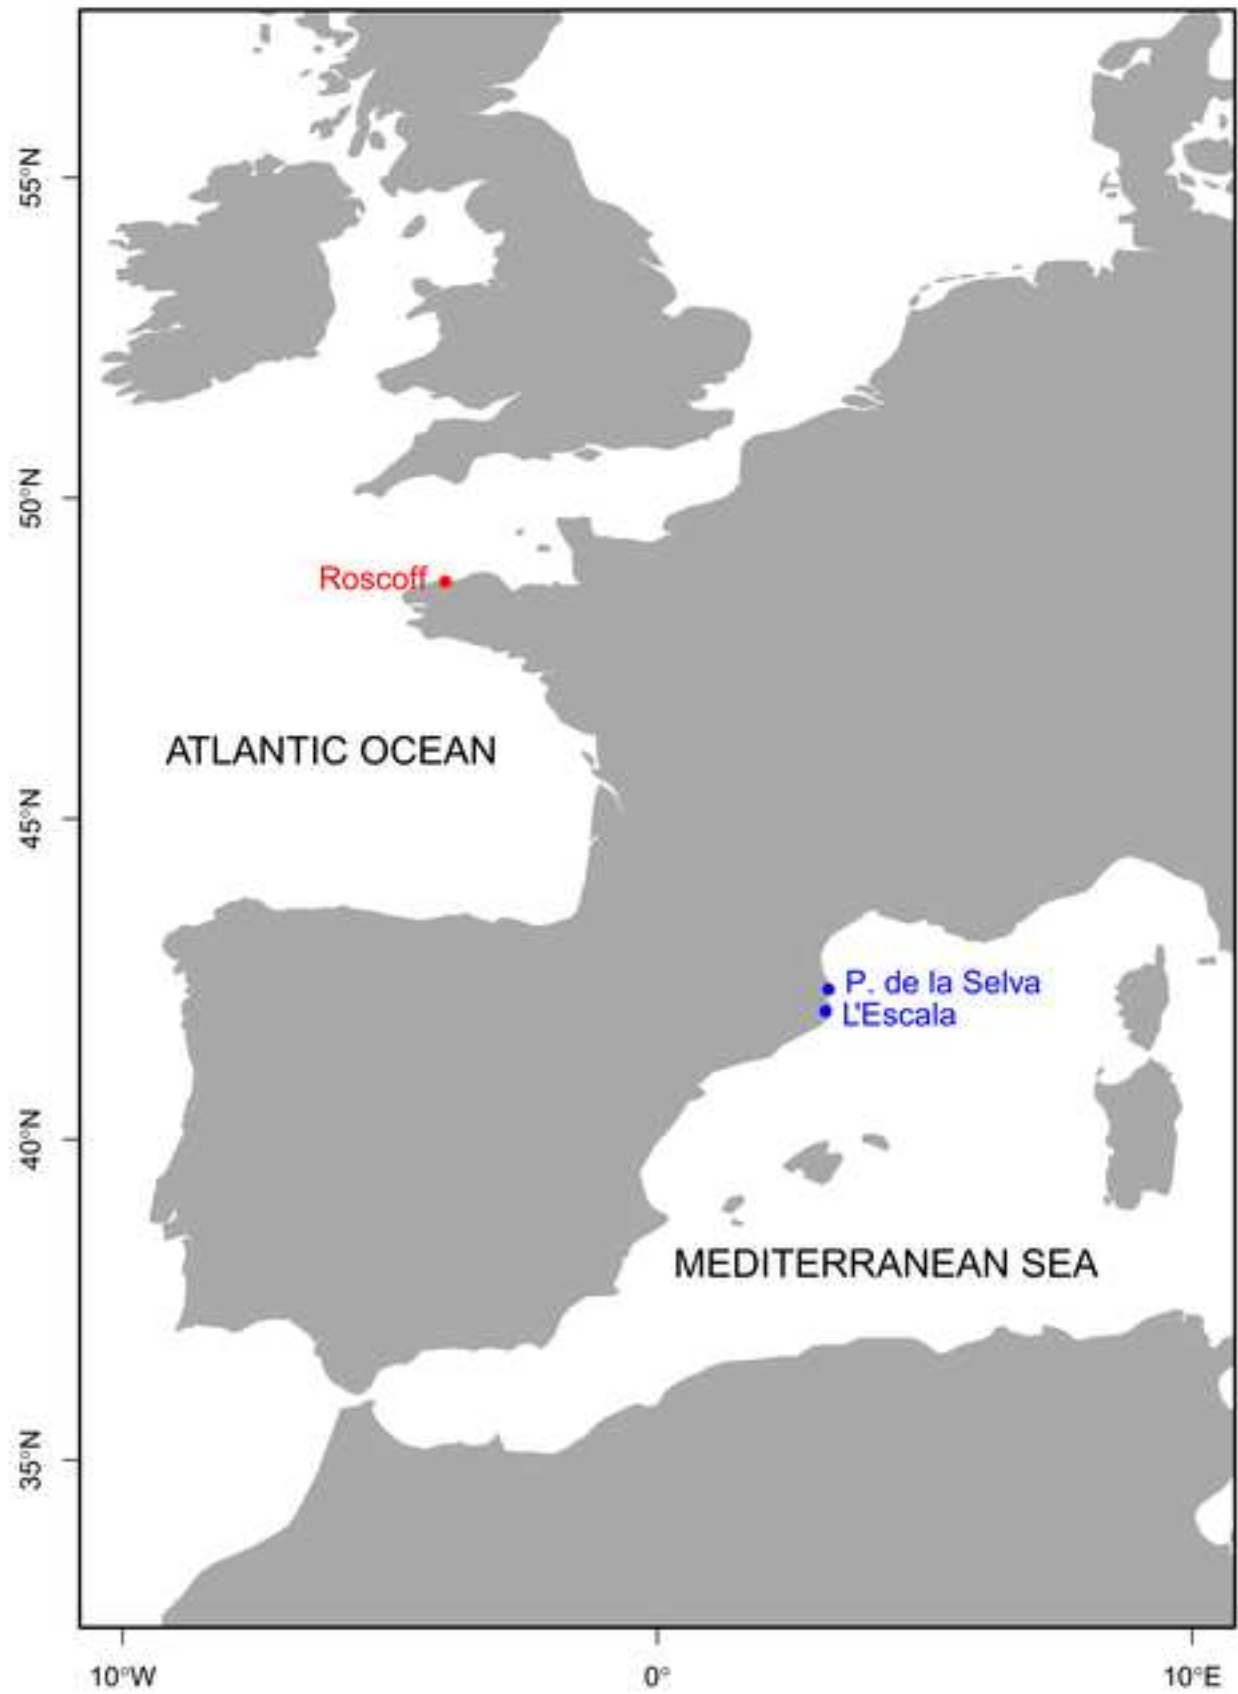 55°N
50°N
Roscoff
ATLANTIC OCEAN
45°N
P. de la Selva
L'Escala
40°N
MEDITERRANEAN SEA
35°N
10°W
0°
10°E